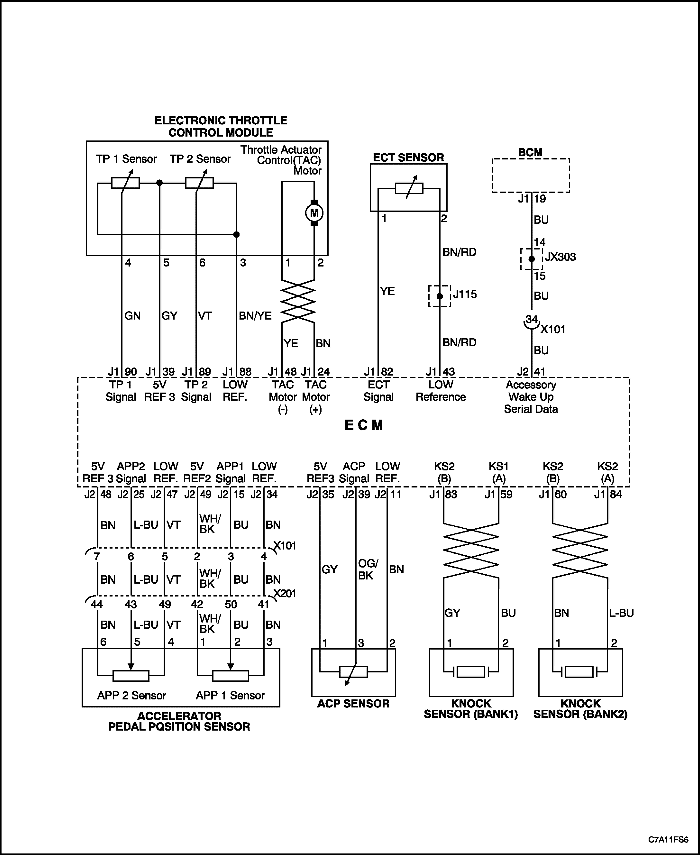 ELECTRONIC THROTTLE
CONTROL MODULE
TP 1 Sensor TP 2 Sensor
Throttle Actuator
Control(TAC)
Motor
M
4 5 6 3 1 2
GN GY VT BN/YE YE BN
ECT SENSOR
1 2
YE
BN/RD
J115
BN/RD
BCM
J1 19
BU
14
JX303
15
BU
34
X101
BU
J1 90 J1 39 J1 89 J1 88 J1 48 J1 24 J1 82 J1 43 J2 41
TP 1
Signal
5V
REF 3
TP 2
Signal
LOW
REF.
TAC
Motor
(-)
TAC
Motor
(+)
ECT
Signal
LOW
Reference
Accessory
Wake Up
Serial Data
ECM
5V
REF 3
APP2
Signal
LOW
REF.
5V
REF2
APP1
Signal
LOW
REF.
5V
REF3
ACP
Signal
LOW
REF.
KS2
(B)
KS1
(A)
KS2
(B)
KS2
(A)
J2 48 J2 25 J2 47 J2 49 J2 15 J2 34 J2 35 J2 39 J2 11 J1 83 J1 59 J1 60 J1 84
BN L-BU VT WH/
BK BU BN
X101
7 6 5 2 3 4
BN L-BU VT WH/
BK BU BN
X201
44 43 49 42 50 41
BN L-BU VT WH/
BK BU BN
6 5 4 1 2 3
APP 2 Sensor APP 1 Sensor
ACCELERATOR
PEDAL PQSITION SENSOR
GY OG/
BK BN
1 3 2
ACP SENSOR
GY BU
1 2
KNOCK
SENSOR (BANK1)
BN L-BU
1 2
KNOCK
SENSOR (BANK2)
C7A11FS6